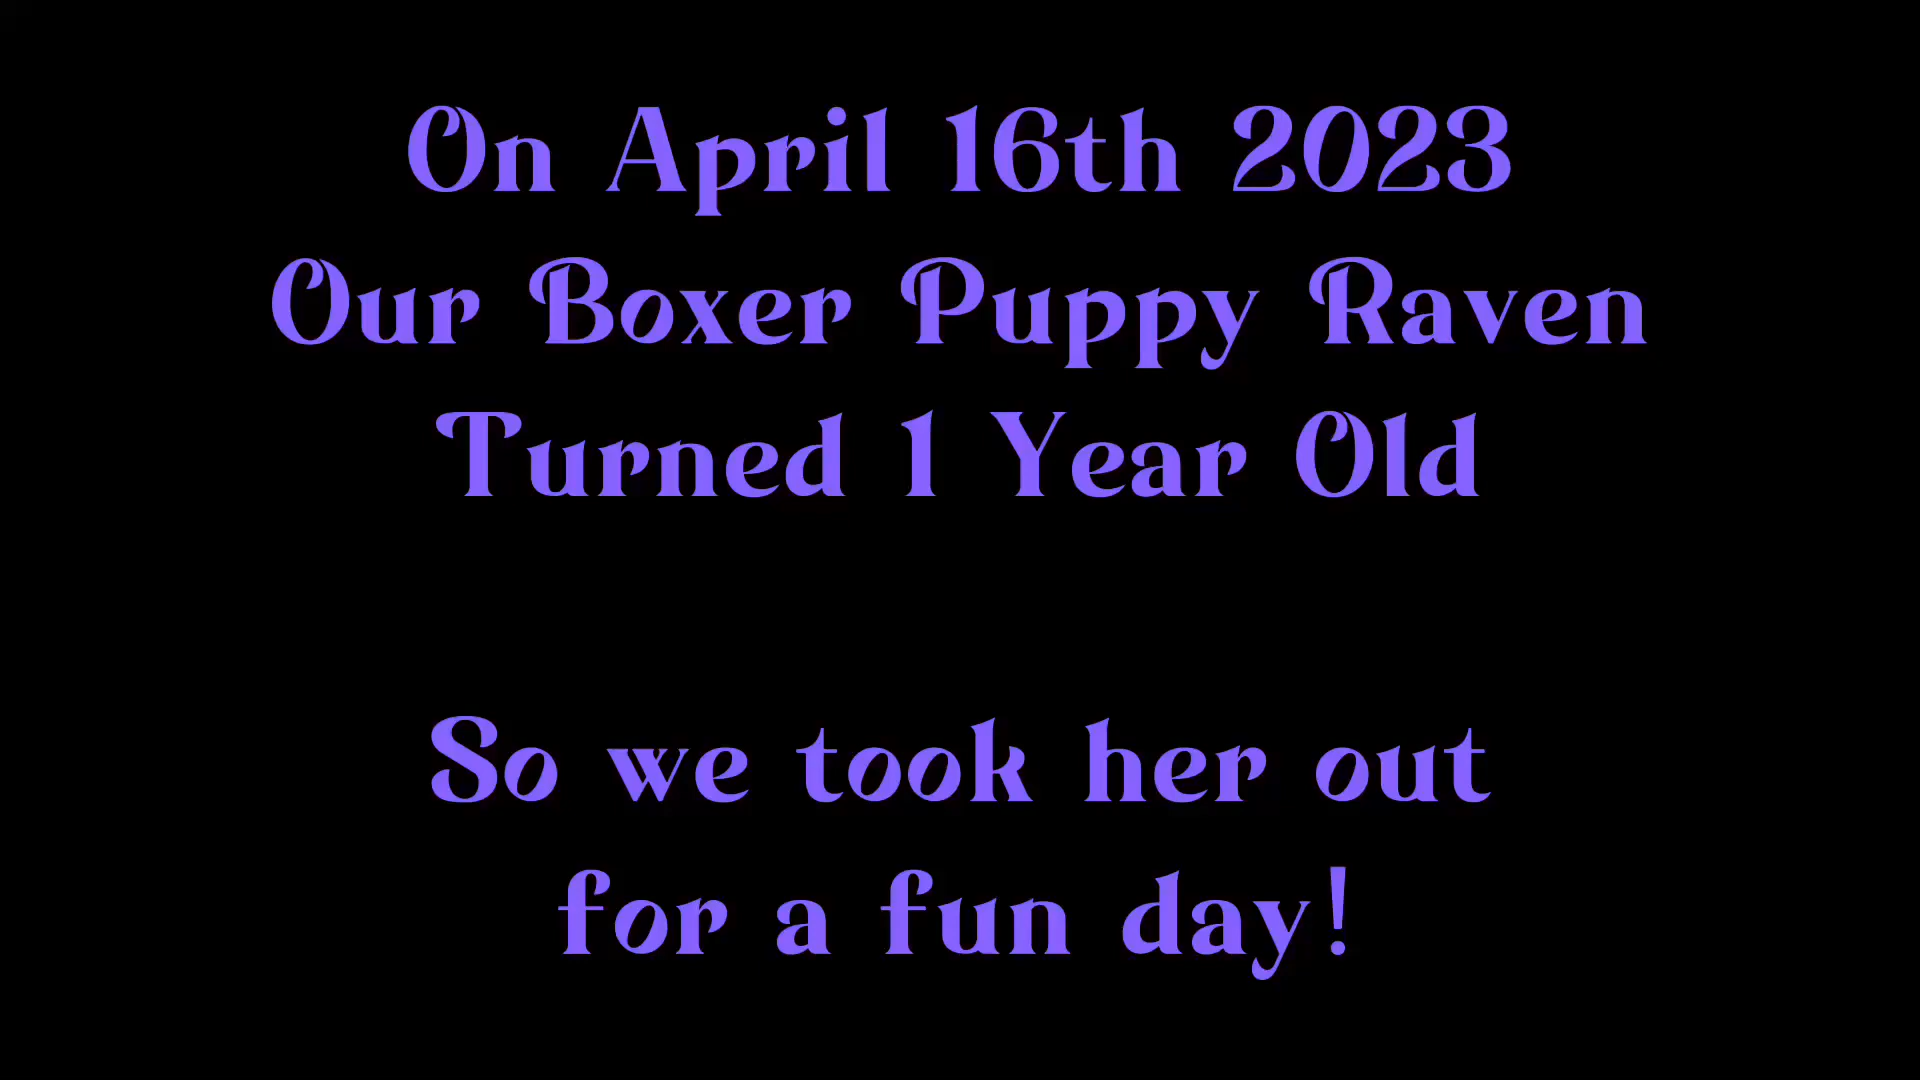 On April 16th 2023
Our Boxer Puppy Raven
Turned 1 Year Old
So we took her out
for a fun day!